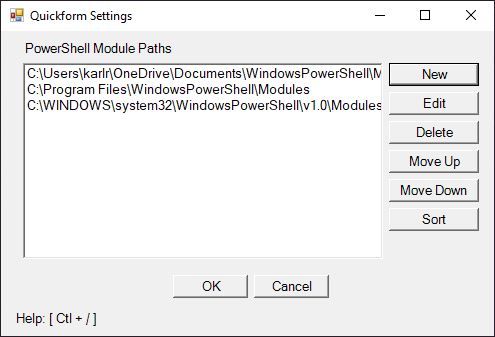 Quickform Settings
PowerShell Module Paths
C:\Users\karlr\OneDrive\Documents\WindowsPowerShell\M
C:\Program Files\WindowsPowerShell\Modules
C:\WINDOWS\system32\WindowsPowerShell\v1.0\Modules
New
Edit
Delete
Move Up
Move Down
Sort
OK
Cancel
Help: [ Ctl + / ]